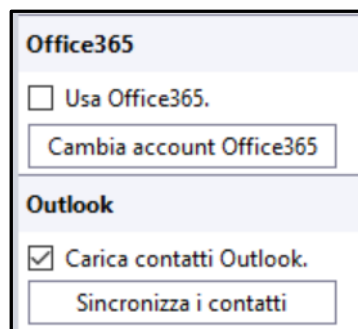 Office365
Usa Office365.
Cambia account Office365
Outlook
Carica contatti Outlook.
Sincronizza i contatti